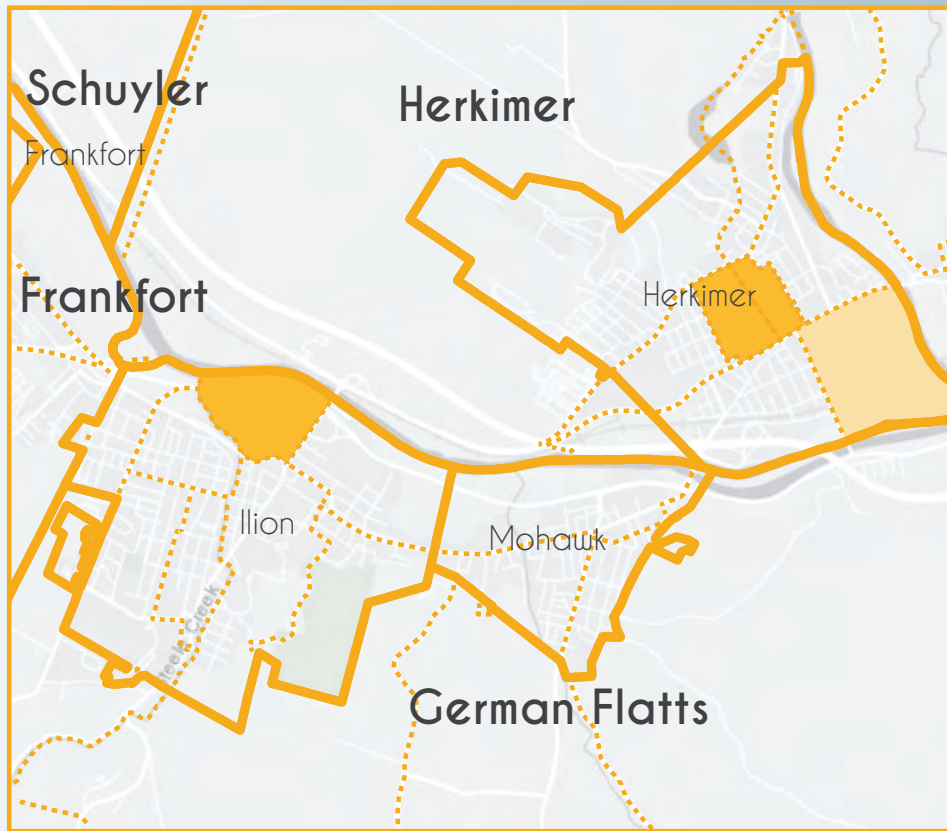 Schuyler
Herkimer
Frankfort
Frankfort
Herkimer
Ilion
Mohawk
Steele Creek
German Flatts